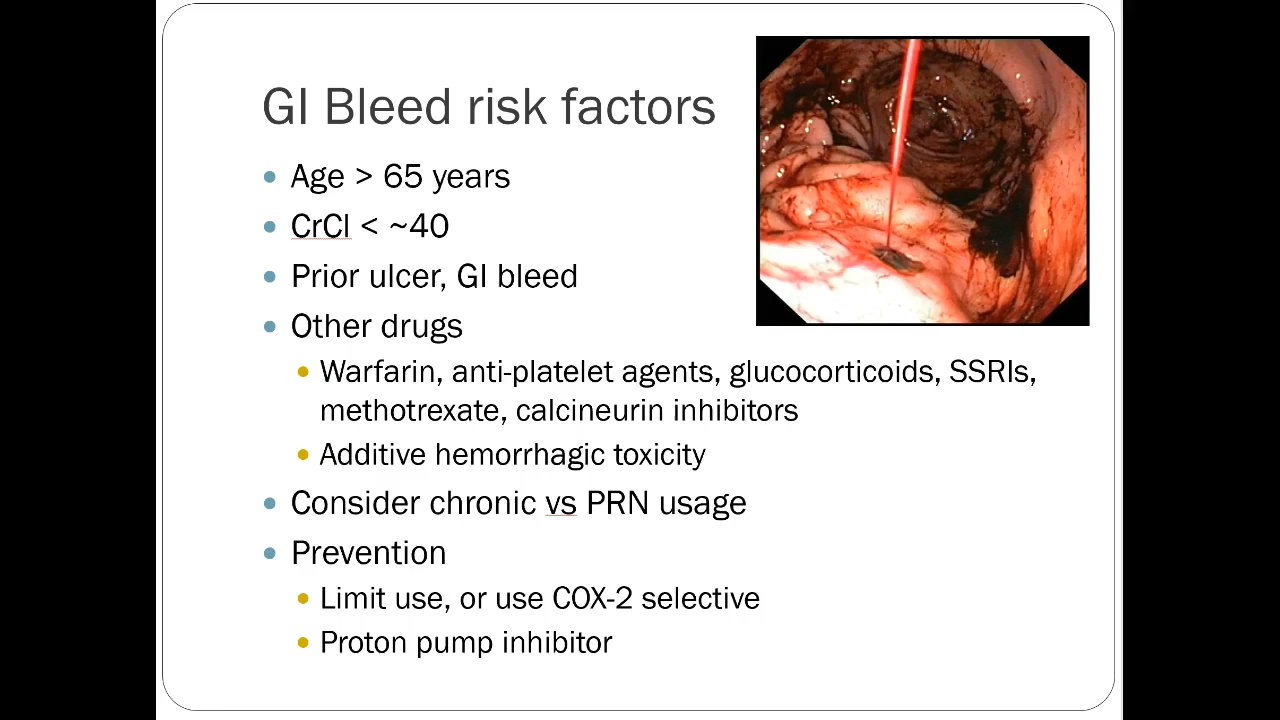 GI Bleed risk factors
Age > 65 years
CrCl < ~40
Prior ulcer, GI bleed
Other drugs
Warfarin, anti-platelet agents, glucocorticoids, SSRIs,
methotrexate, calcineurin inhibitors
Additive hemorrhagic toxicity
Consider chronic vs PRN usage
Prevention
Limit use, or use COX-2 selective
Proton pump inhibitor